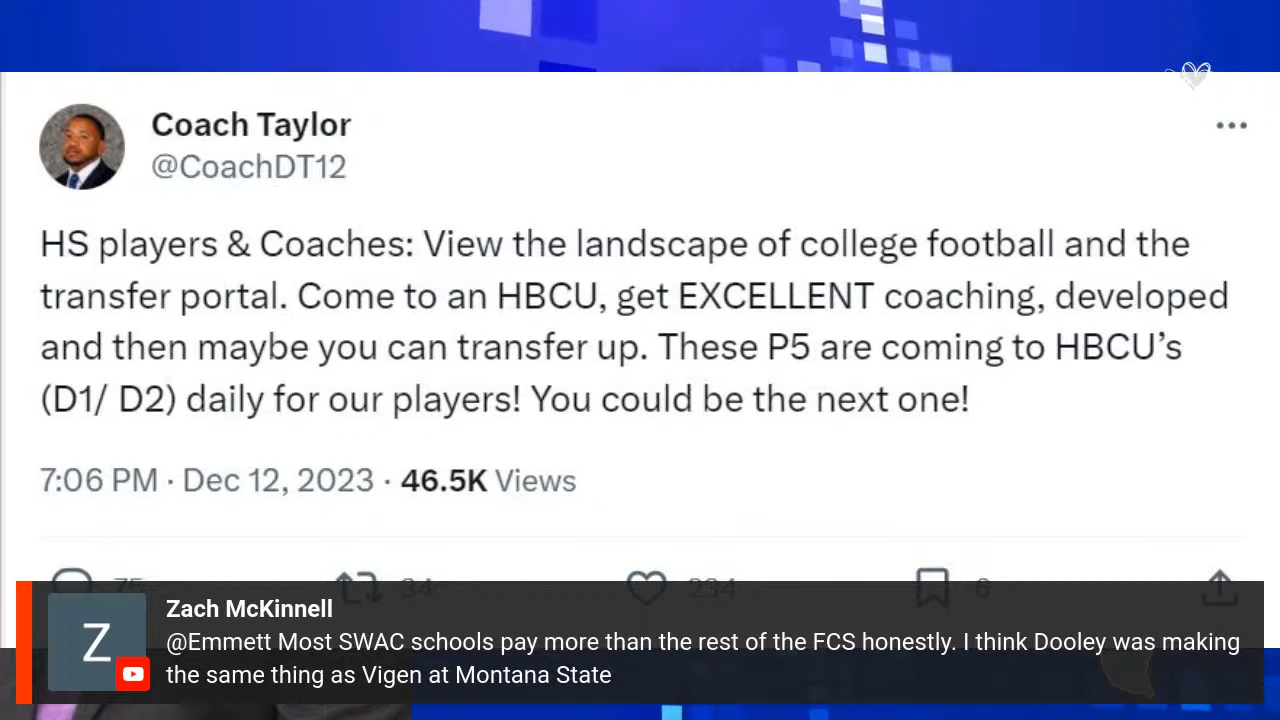 Coach Taylor
@CoachDT12
HS players & Coaches: View the landscape of college football and the
transfer portal. Come to an HBCU, get EXCELLENT coaching, developed
and then maybe you can transfer up. These P5 are coming to HBCU’s
(D1/ D2) daily for our players! You could be the next one!
7:06 PM · Dec 12, 2023 · 46.5K Views
75 34 234 6
Z
Zach McKinnell
@Emmett Most SWAC schools pay more than the rest of the FCS honestly. I think Dooley was making
the same thing as Vigen at Montana State